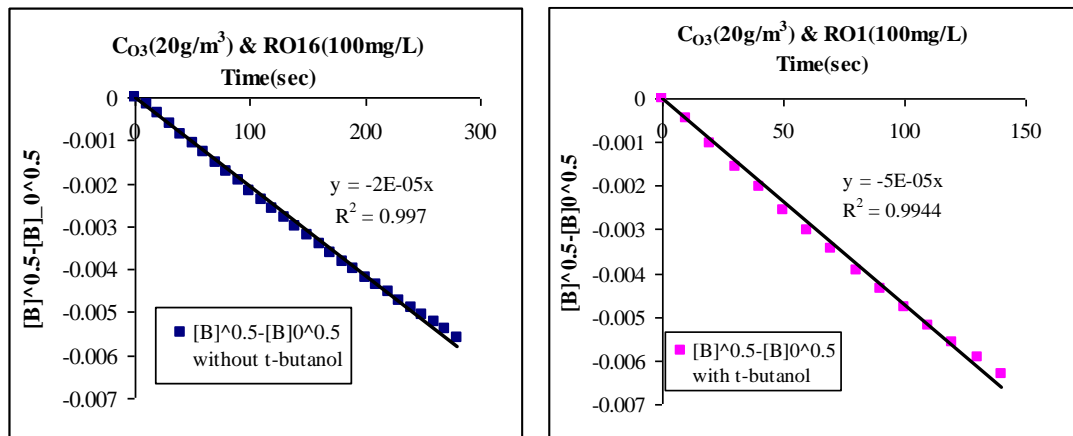 C_O3(20g/m³) & RO16(100mg/L)
Time(sec)
0
0
100
200
300
-0.001
-0.002
-0.003
-0.004
-0.005
-0.006
-0.007
[B]^0.5-[B]_0^0.5
y = -2E-05x
R² = 0.997
[B]^0.5-[B]0^0.5
without t-butanol
C_O3(20g/m³) & RO1(100mg/L)
Time(sec)
0
0
50
100
150
-0.001
-0.002
-0.003
-0.004
-0.005
-0.006
-0.007
[B]^0.5-[B]0^0.5
y = -5E-05x
R² = 0.9944
[B]^0.5-[B]0^0.5
with t-butanol